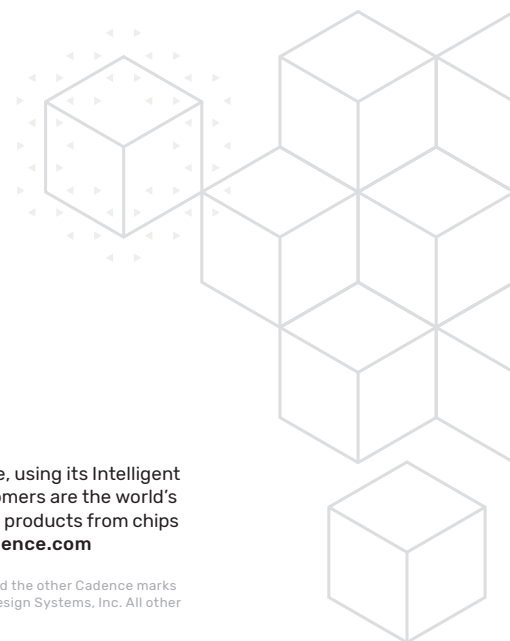 e, using its Intelligent
omers are the world's
products from chips
ence.com
d the other Cadence marks
esign Systems, Inc. All other